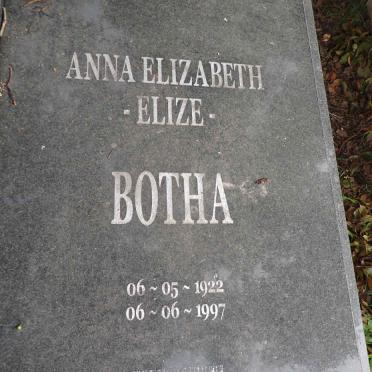 ANNA ELIZABETH
- ELIZE -
BOTHA
06 ~ 05 ~ 1922
06 ~ 06 ~ 1997